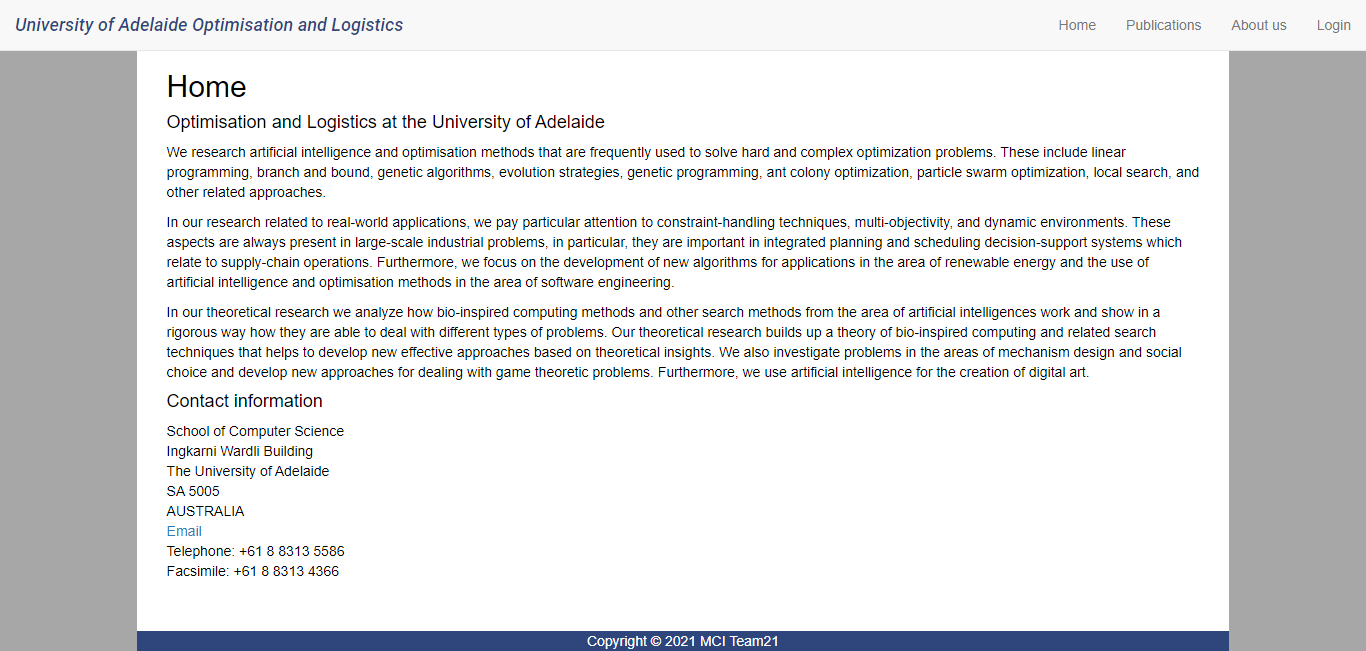 University of Adelaide Optimisation and Logistics
Home Publications About us Login
Home
Optimisation and Logistics at the University of Adelaide
We research artificial intelligence and optimisation methods that are frequently used to solve hard and complex optimization problems. These include linear
programming, branch and bound, genetic algorithms, evolution strategies, genetic programming, ant colony optimization, particle swarm optimization, local search, and
other related approaches.
In our research related to real-world applications, we pay particular attention to constraint-handling techniques, multi-objectivity, and dynamic environments. These
aspects are always present in large-scale industrial problems, in particular, they are important in integrated planning and scheduling decision-support systems which
relate to supply-chain operations. Furthermore, we focus on the development of new algorithms for applications in the area of renewable energy and the use of
artificial intelligence and optimisation methods in the area of software engineering.
In our theoretical research we analyze how bio-inspired computing methods and other search methods from the area of artificial intelligences work and show in a
rigorous way how they are able to deal with different types of problems. Our theoretical research builds up a theory of bio-inspired computing and related search
techniques that helps to develop new effective approaches based on theoretical insights. We also investigate problems in the areas of mechanism design and social
choice and develop new approaches for dealing with game theoretic problems. Furthermore, we use artificial intelligence for the creation of digital art.
Contact information
School of Computer Science
Ingkarni Wardli Building
The University of Adelaide
SA 5005
AUSTRALIA
Email
Telephone: +61 8 8313 5586
Facsimile: +61 8 8313 4366
Copyright © 2021 MCI Team21